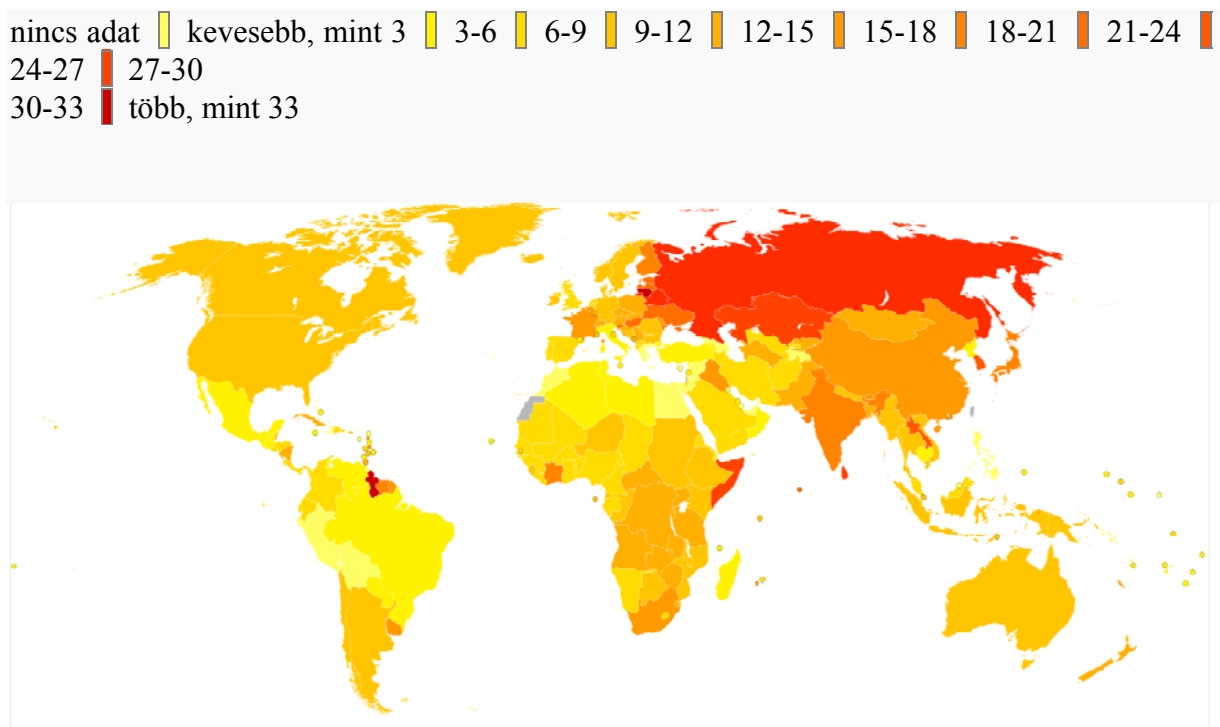 nincs adat kevesebb, mint 3 3-6 6-9 9-12 12-15 15-18 18-21 21-24
24-27 27-30
30-33 több, mint 33